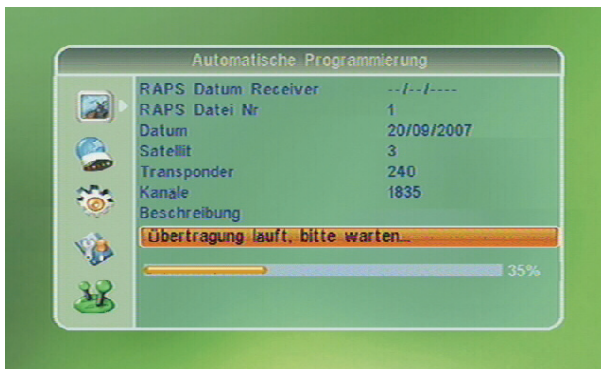 Automatische Programmierung
RAPS Datum Receiver --/--/----
RAPS Datei Nr 1
Datum 20/09/2007
Satellit 3
Transponder 240
Kanale 1835
Beschreibung
Übertragung lauft, bitte warten...
35%